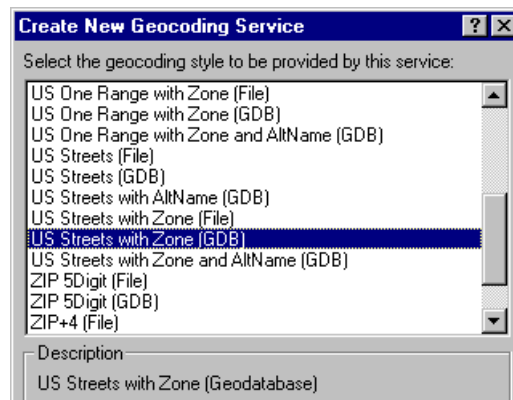 Create New Geocoding Service
Select the geocoding style to be provided by this service:
US One Range with Zone (File)
US One Range with Zone (GDB)
US One Range with Zone and AltName (GDB)
US Streets (File)
US Streets (GDB)
US Streets with AltName (GDB)
US Streets with Zone (File)
US Streets with Zone (GDB)
US Streets with Zone and AltName (GDB)
ZIP 5Digit (File)
ZIP 5Digit (GDB)
ZIP+4 (File)
Description
US Streets with Zone (Geodatabase)